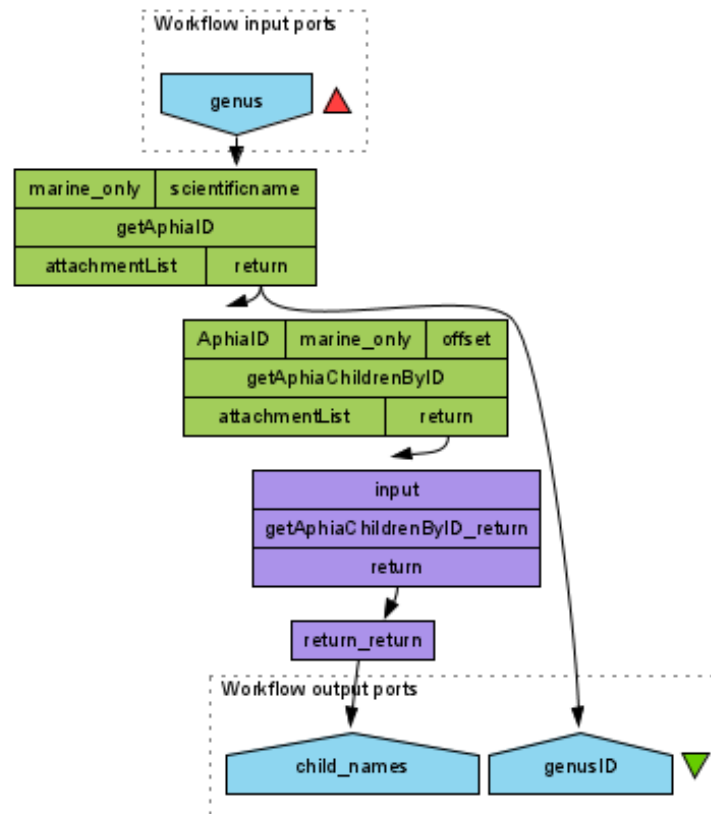 Workflow input ports
genus
marine_only scientificname
getAphiaID
attachmentList return
AphiaID marine_only offset
getAphiaChildrenByID
attachmentList return
input
getAphiaChildrenByID_return
return
return_return
Workflow output ports
child_names genusID